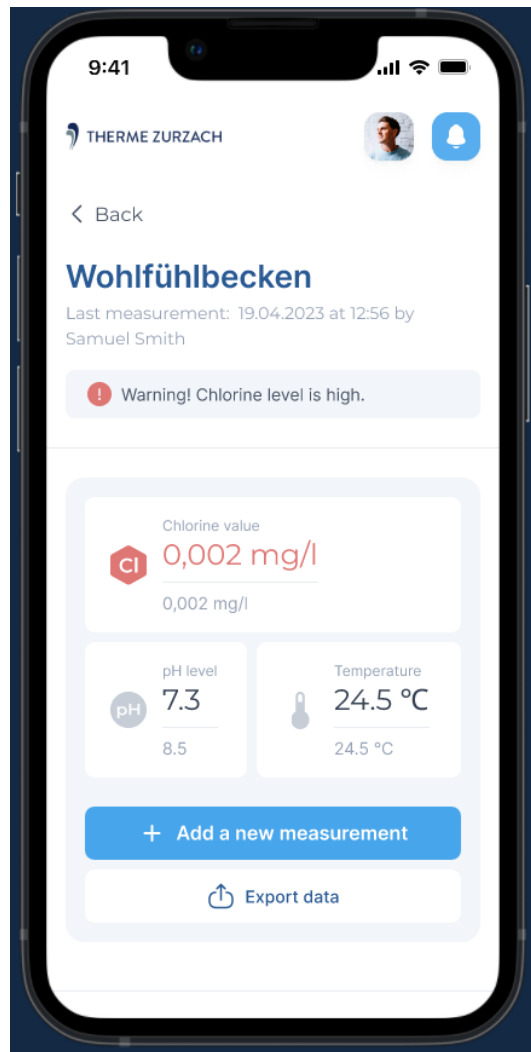 9:41
THERME ZURZACH
Back
Wohlfühlbecken
Last measurement: 19.04.2023 at 12:56 by
Samuel Smith
! Warning! Chlorine level is high.
Chlorine value
Cl 0,002 mg/l
0,002 mg/l
pH level
pH 7.3
8.5
Temperature
24.5 °C
24.5 °C
+ Add a new measurement
Export data